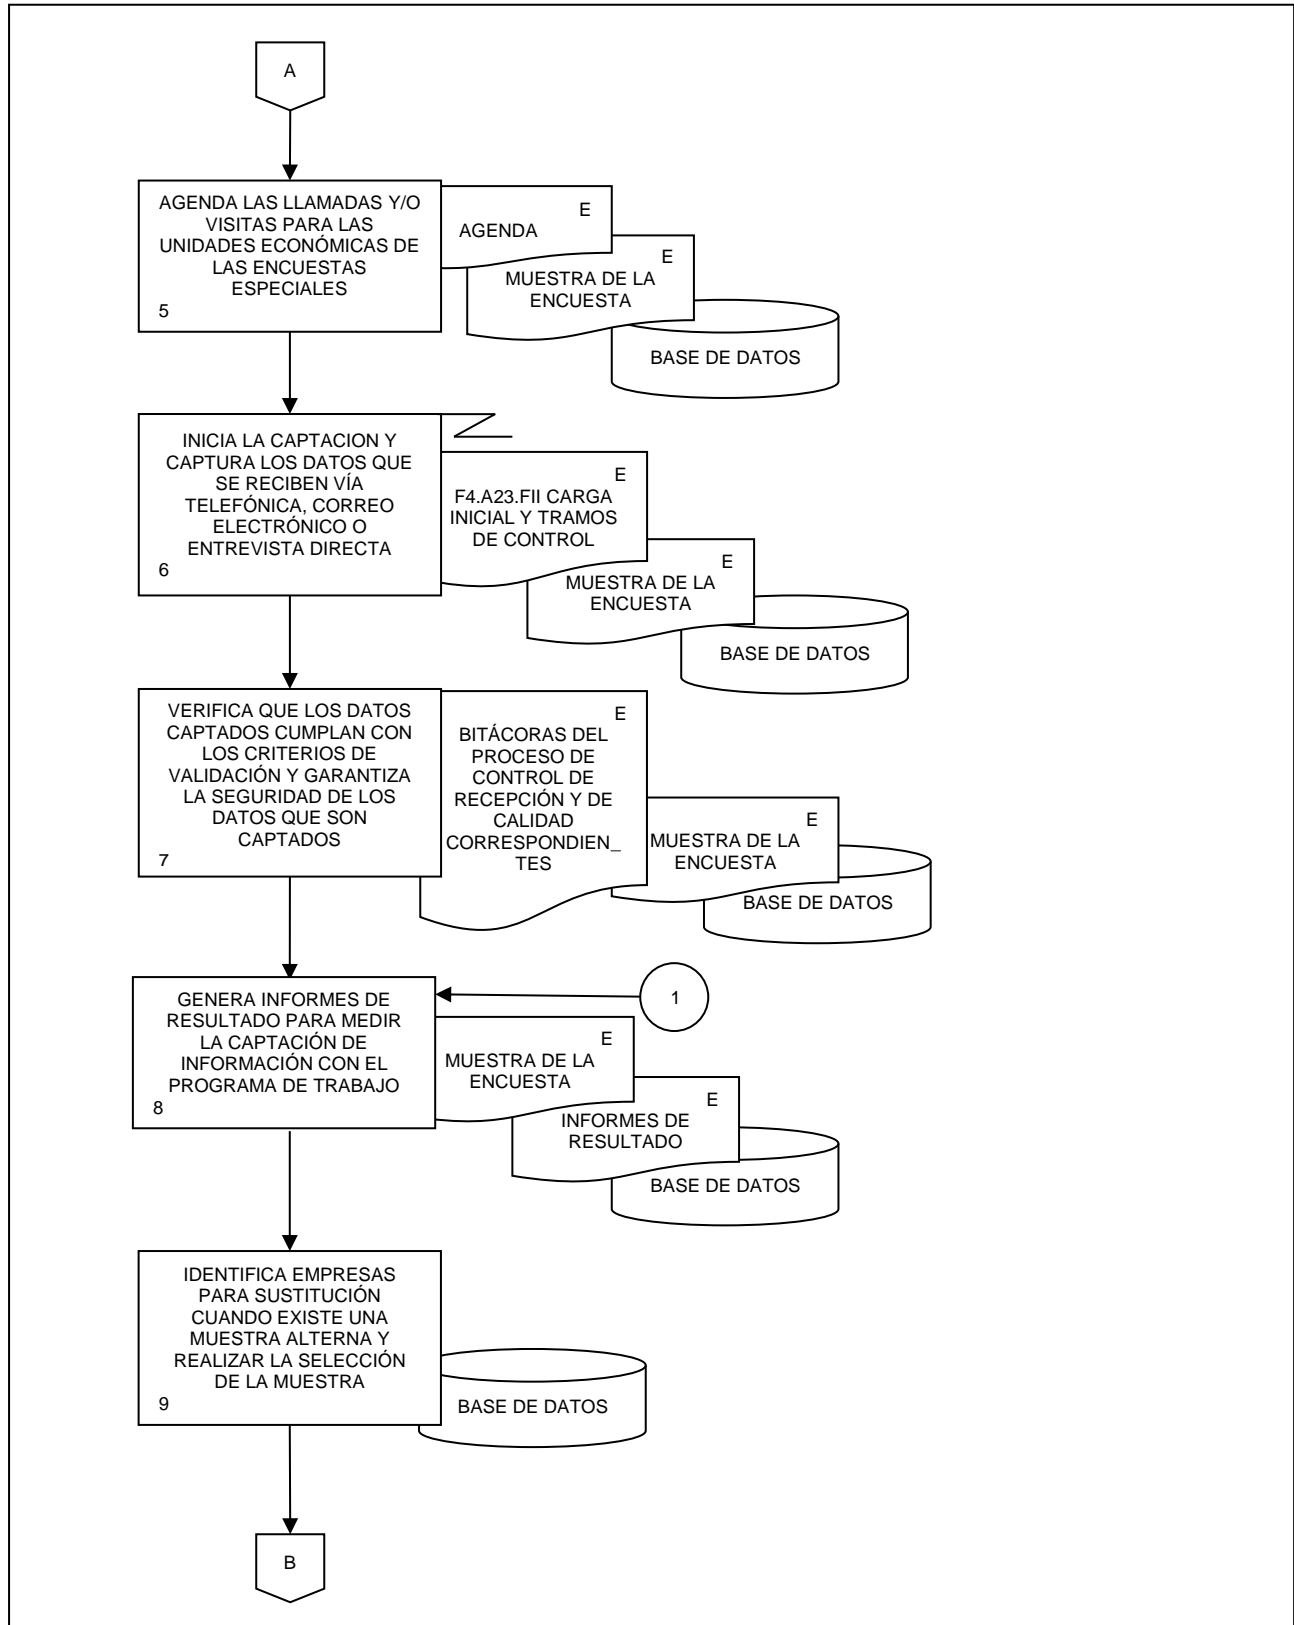 A
AGENDA LAS LLAMADAS Y/O
VISITAS PARA LAS
UNIDADES ECONÓMICAS DE
LAS ENCUESTAS
ESPECIALES
5
E
AGENDA
E
MUESTRA DE LA
ENCUESTA
BASE DE DATOS
INICIA LA CAPTACION Y
CAPTURA LOS DATOS QUE
SE RECIBEN VÍA
TELEFÓNICA, CORREO
ELECTRÓNICO O
ENTREVISTA DIRECTA
6
E
F4.A23.FII CARGA
INICIAL Y TRAMOS
DE CONTROL
E
MUESTRA DE LA
ENCUESTA
BASE DE DATOS
VERIFICA QUE LOS DATOS
CAPTADOS CUMPLAN CON
LOS CRITERIOS DE
VALIDACIÓN Y GARANTIZA
LA SEGURIDAD DE LOS
DATOS QUE SON
CAPTADOS
7
E
BITÁCORAS DEL
PROCESO DE
CONTROL DE
RECEPCIÓN Y DE
CALIDAD
CORRESPONDIEN_
TES
E
MUESTRA DE LA
ENCUESTA
BASE DE DATOS
1
GENERA INFORMES DE
RESULTADO PARA MEDIR
LA CAPTACIÓN DE
INFORMACIÓN CON EL
PROGRAMA DE TRABAJO
8
E
MUESTRA DE LA
ENCUESTA
E
INFORMES DE
RESULTADO
BASE DE DATOS
IDENTIFICA EMPRESAS
PARA SUSTITUCIÓN
CUANDO EXISTE UNA
MUESTRA ALTERNA Y
REALIZAR LA SELECCIÓN
DE LA MUESTRA
9
BASE DE DATOS
B